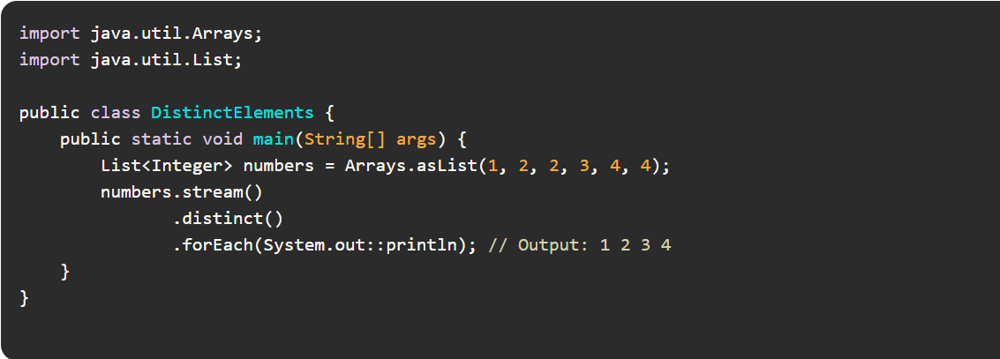 import java.util.Arrays;
import java.util.List;
public class DistinctElements {
public static void main(String[] args) {
List<Integer> numbers = Arrays.asList(1, 2, 2, 3, 4, 4);
numbers.stream()
.distinct()
.forEach(System.out::println); // Output: 1 2 3 4
}
}